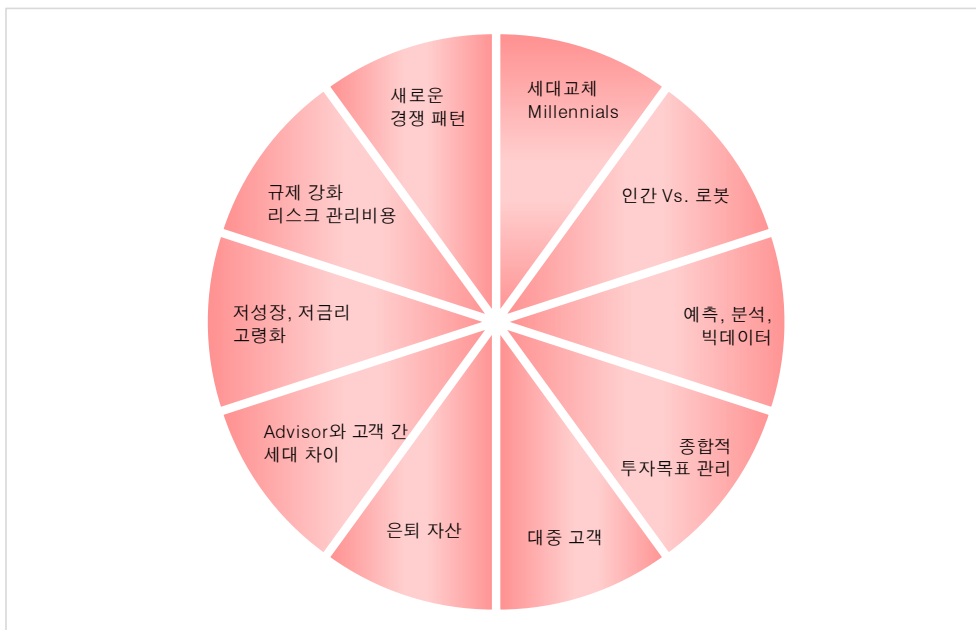 세대교체
Millennials
인간 Vs. 로봇
예측, 분석,
빅데이터
종합적
투자목표 관리
대중 고객
은퇴 자산
Advisor와 고객 간
세대 차이
저성장, 저금리
고령화
규제 강화
리스크 관리비용
새로운
경쟁 패턴